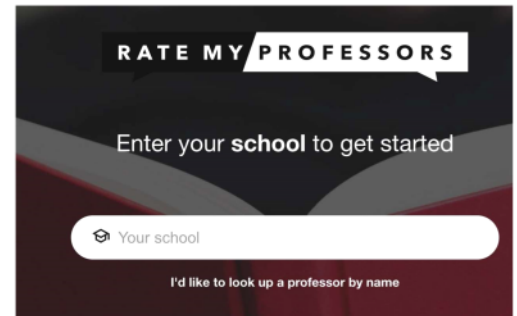 RATE MY PROFESSORS
Enter your school to get started
Your school
I'd like to look up a professor by name